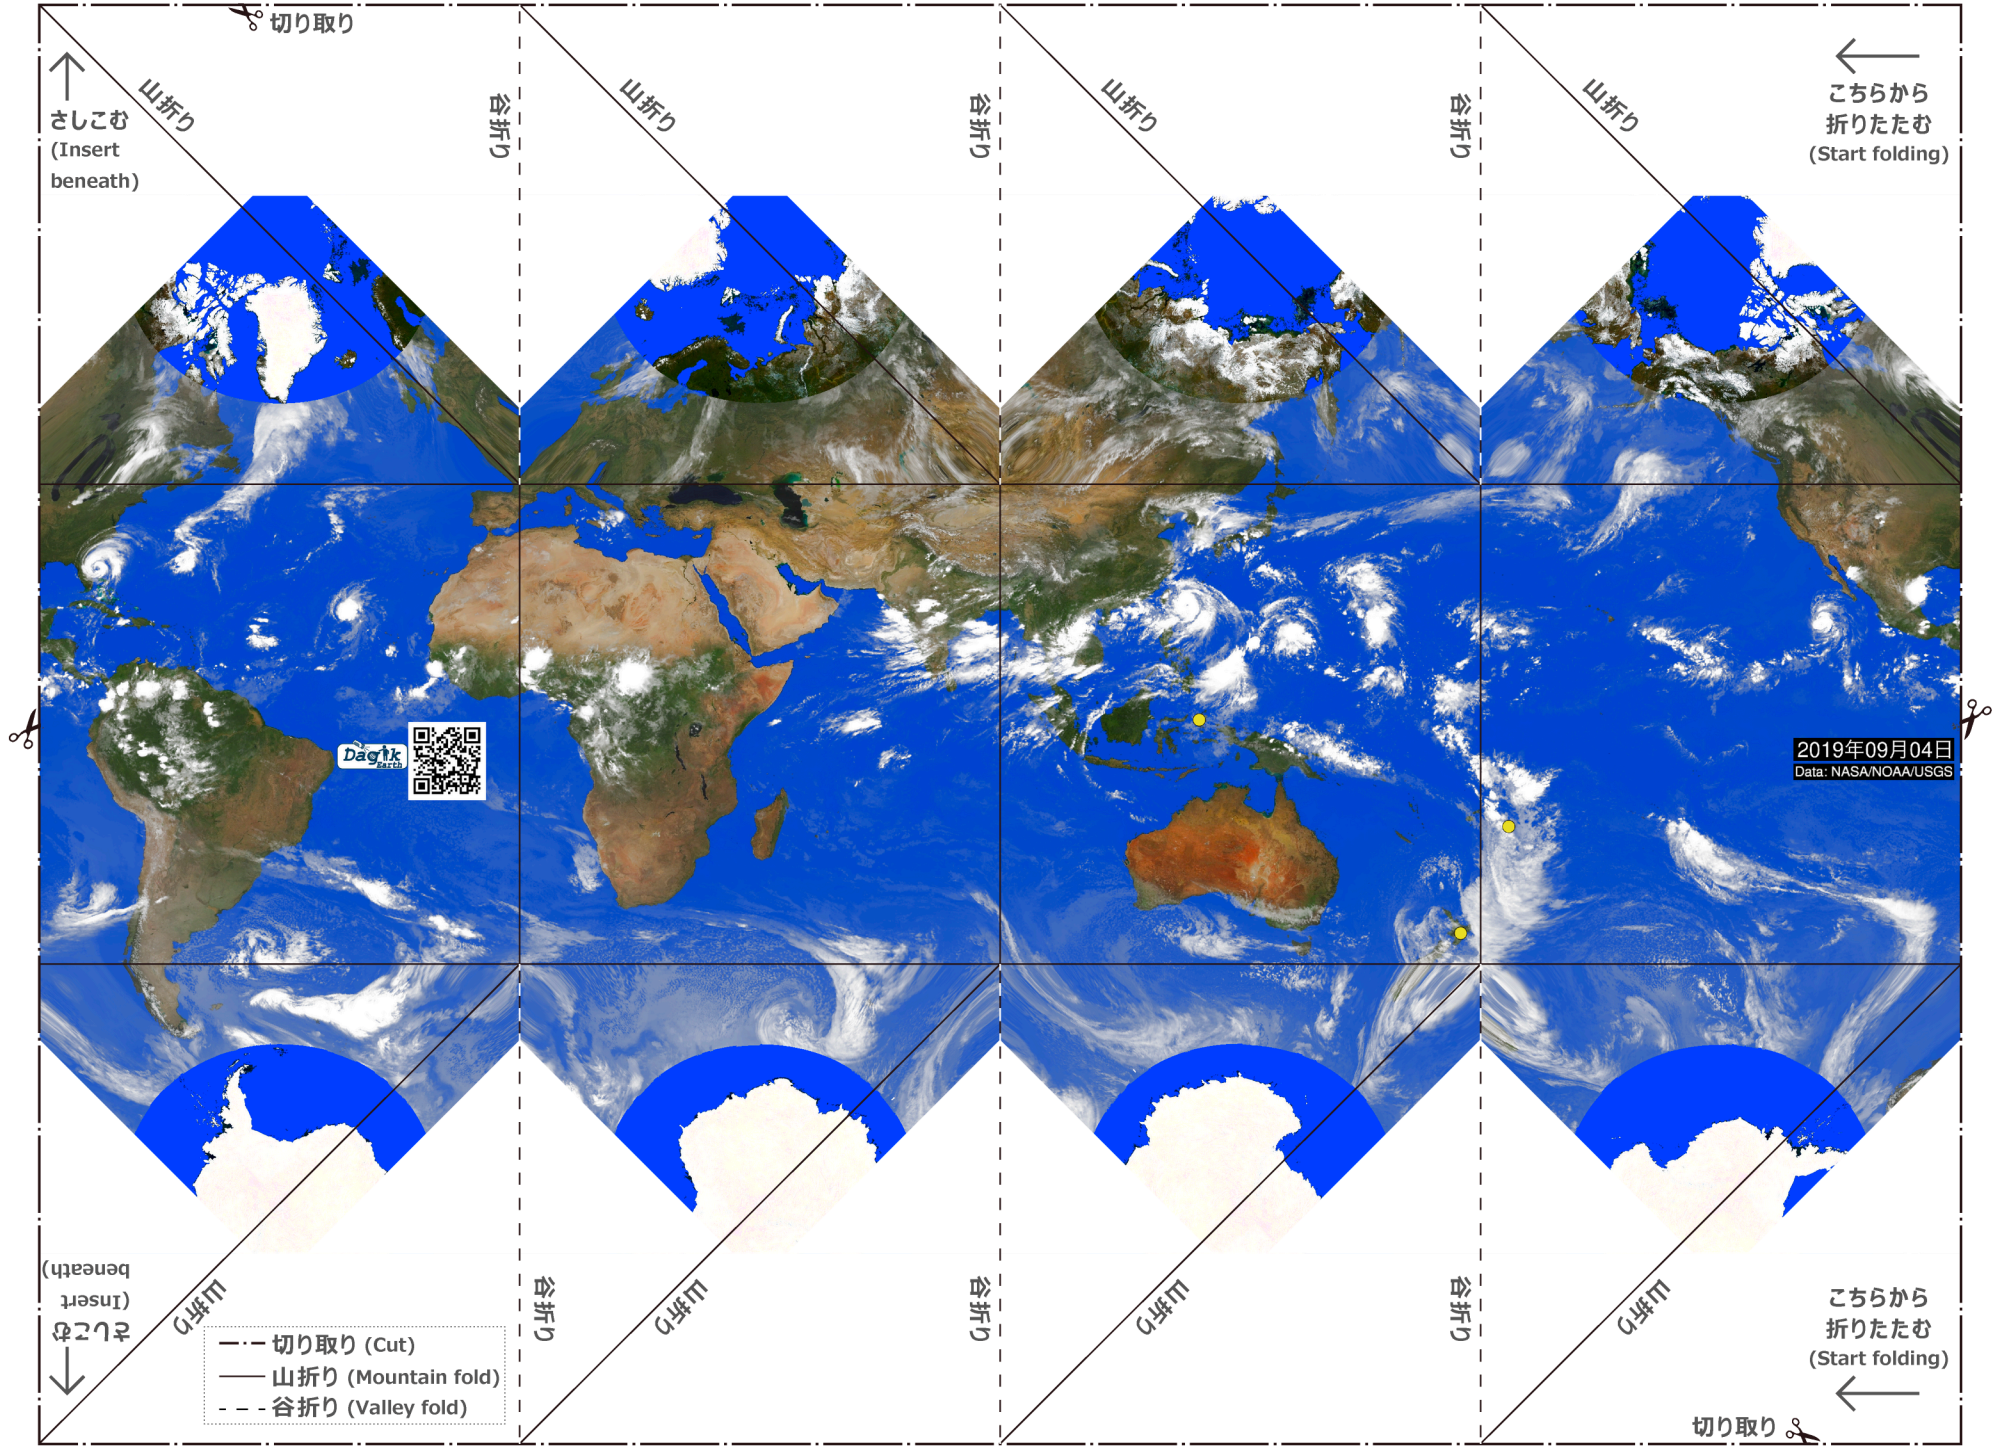 切り取り
さしこむ
(Insert
beneath)
山折り
谷折り
山折り
谷折り
山折り
谷折り
山折り
こちらから
折りたたむ
(Start folding)
Dagik
Earth
2019年09月04日
Data: NASA/NOAA/USGS
さしこむ
(Insert
beneath)
山折り
谷折り
山折り
谷折り
山折り
谷折り
山折り
こちらから
折りたたむ
(Start folding)
切り取り (Cut)
山折り (Mountain fold)
谷折り (Valley fold)
切り取り